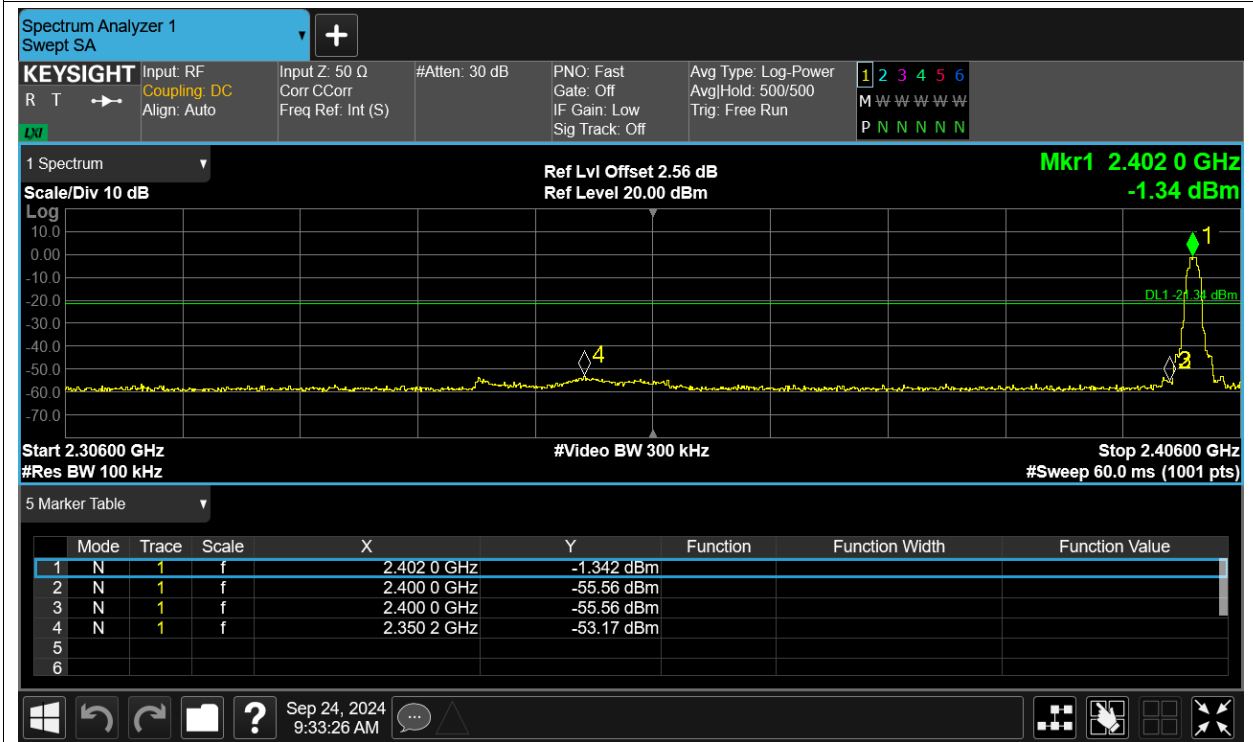 Spectrum Analyzer 1
Swept SA
KEYSIGHT
R T
LXI
Input: RF
Coupling: DC
Align: Auto
Input Z: 50 Ω
Corr CCorr
Freq Ref: Int (S)
#Atten: 30 dB
PNO: Fast
Gate: Off
IF Gain: Low
Sig Track: Off
Avg Type: Log-Power
Avg|Hold: 500/500
Trig: Free Run
1 2 3 4 5 6
M W W W W W
P N N N N N
1 Spectrum
Scale/Div 10 dB
Ref Lvl Offset 2.56 dB
Ref Level 20.00 dBm
Mkr1 2.402 0 GHz
-1.34 dBm
Log
10.0
0.00
-10.0
-20.0
-30.0
-40.0
-50.0
-60.0
-70.0
1
DL1 -21.34 dBm
4
Start 2.30600 GHz
#Video BW 300 kHz
Stop 2.40600 GHz
#Res BW 100 kHz
#Sweep 60.0 ms (1001 pts)
5 Marker Table
Mode Trace Scale X Y Function Function Width Function Value
1 N 1 f 2.402 0 GHz -1.342 dBm
2 N 1 f 2.400 0 GHz -55.56 dBm
3 N 1 f 2.400 0 GHz -55.56 dBm
4 N 1 f 2.350 2 GHz -53.17 dBm
5
6
?
Sep 24, 2024
9:33:26 AM